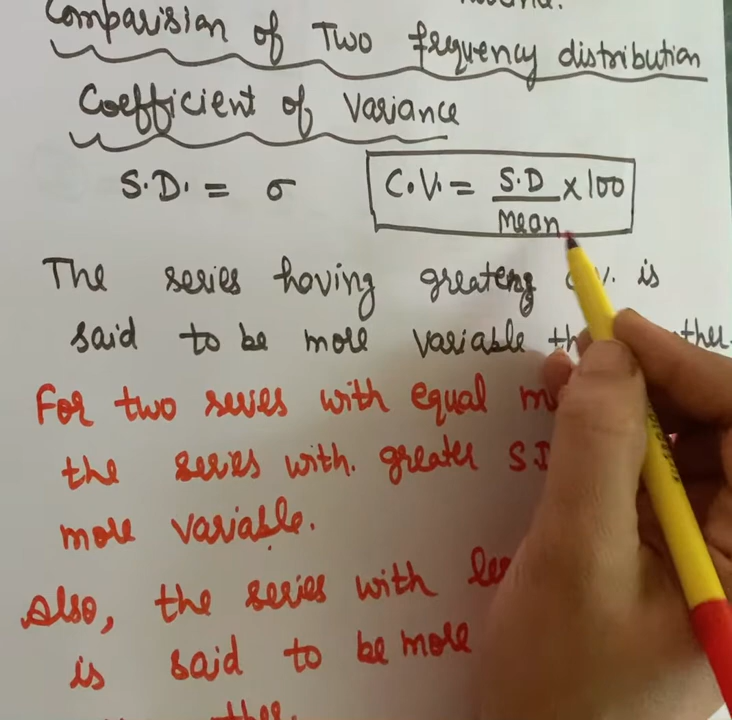 Comparision of Two frequency distribution
Coefficient of Variance
S.D. = σ
C.V. = S.D / Mean × 100
The series having greater is
said to be more variable
For two series with equal
the series with. greater
more variable.
Also, the series with
is said to be more